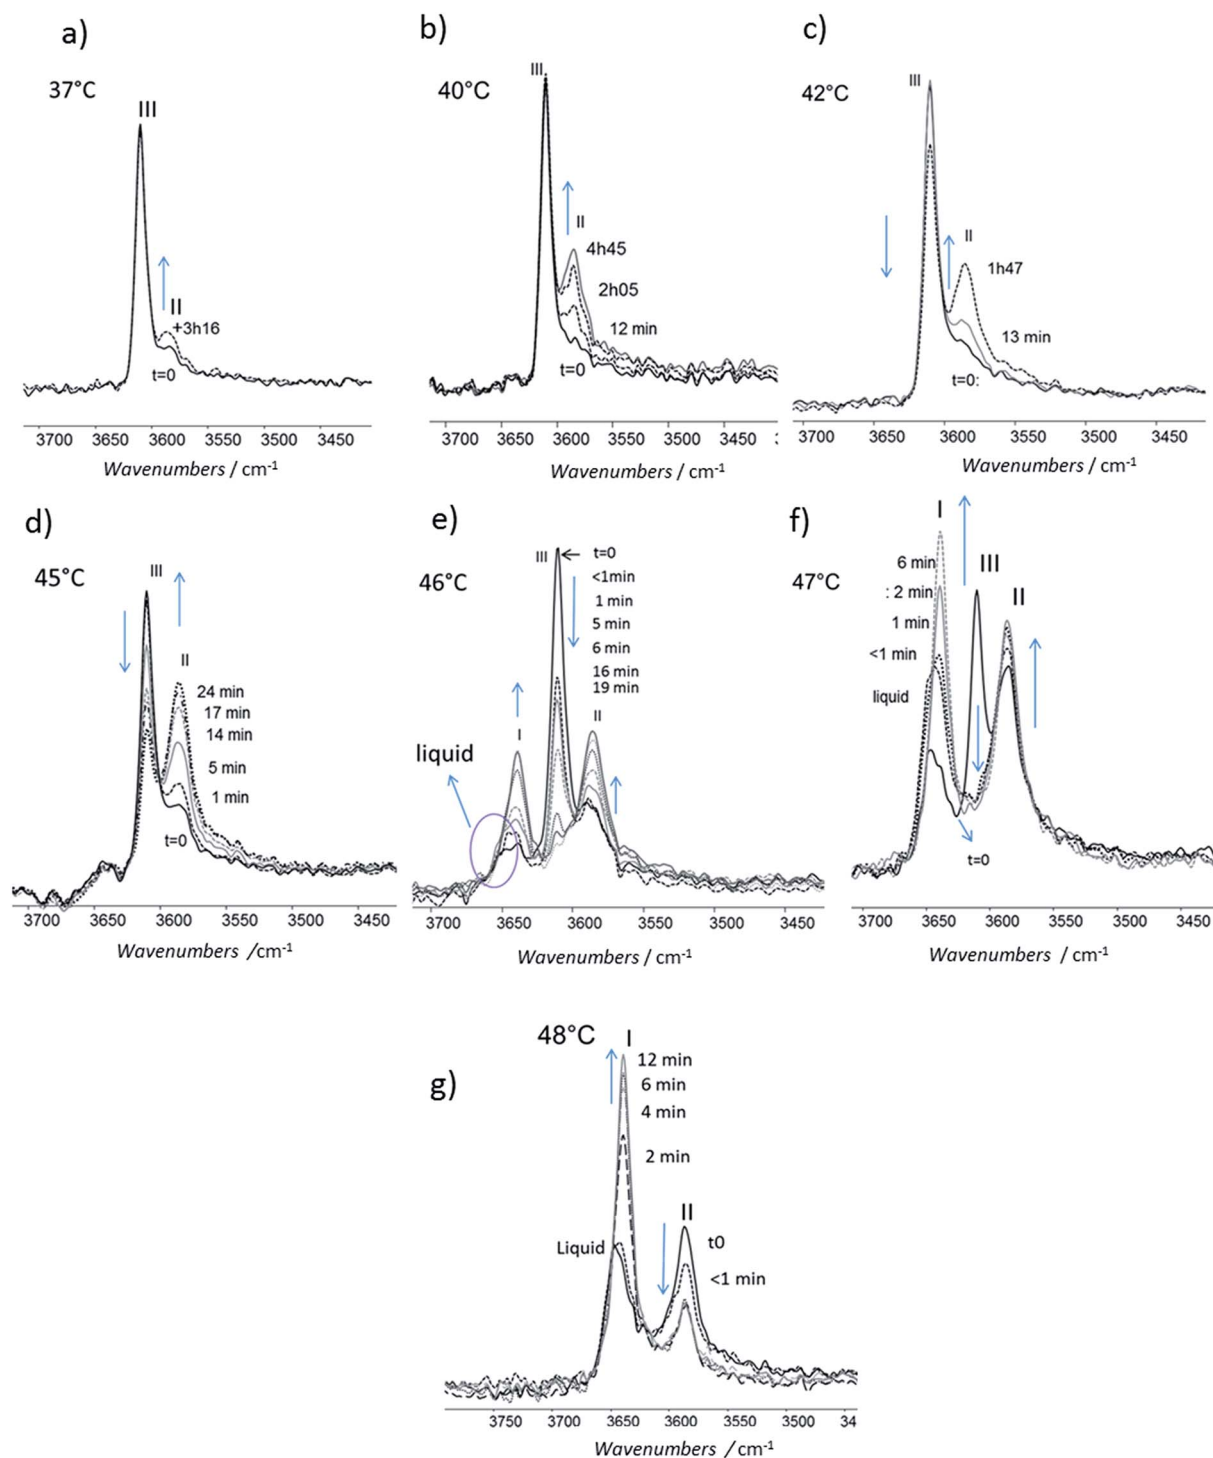 a)
37°C
III
II
+3h16
t=0
3700 3650 3600 3550 3500 3450
Wavenumbers / cm-1
b)
40°C
III
II
4h45
2h05
12 min
t=0
3700 3650 3600 3550 3500 3450
Wavenumbers / cm-1
c)
42°C
III
II
1h47
13 min
t=0:
3700 3650 3600 3550 3500 3450
Wavenumbers / cm-1
d)
45°C
III
II
24 min
17 min
14 min
5 min
1 min
t=0
3700 3650 3600 3550 3500 3450
Wavenumbers /cm-1
e)
46°C
III
t=0
<1min
1 min
5 min
6 min
16 min
19 min
II
I
liquid
3700 3650 3600 3550 3500 3450
Wavenumbers / cm-1
f)
47°C
I
III
II
6 min
: 2 min
1 min
<1 min
liquid
t=0
3700 3650 3600 3550 3500 3450
Wavenumbers / cm-1
g)
48°C
I
12 min
6 min
4 min
2 min
II
Liquid
t0
<1 min
3750 3700 3650 3600 3550 3500 34
Wavenumbers / cm-1